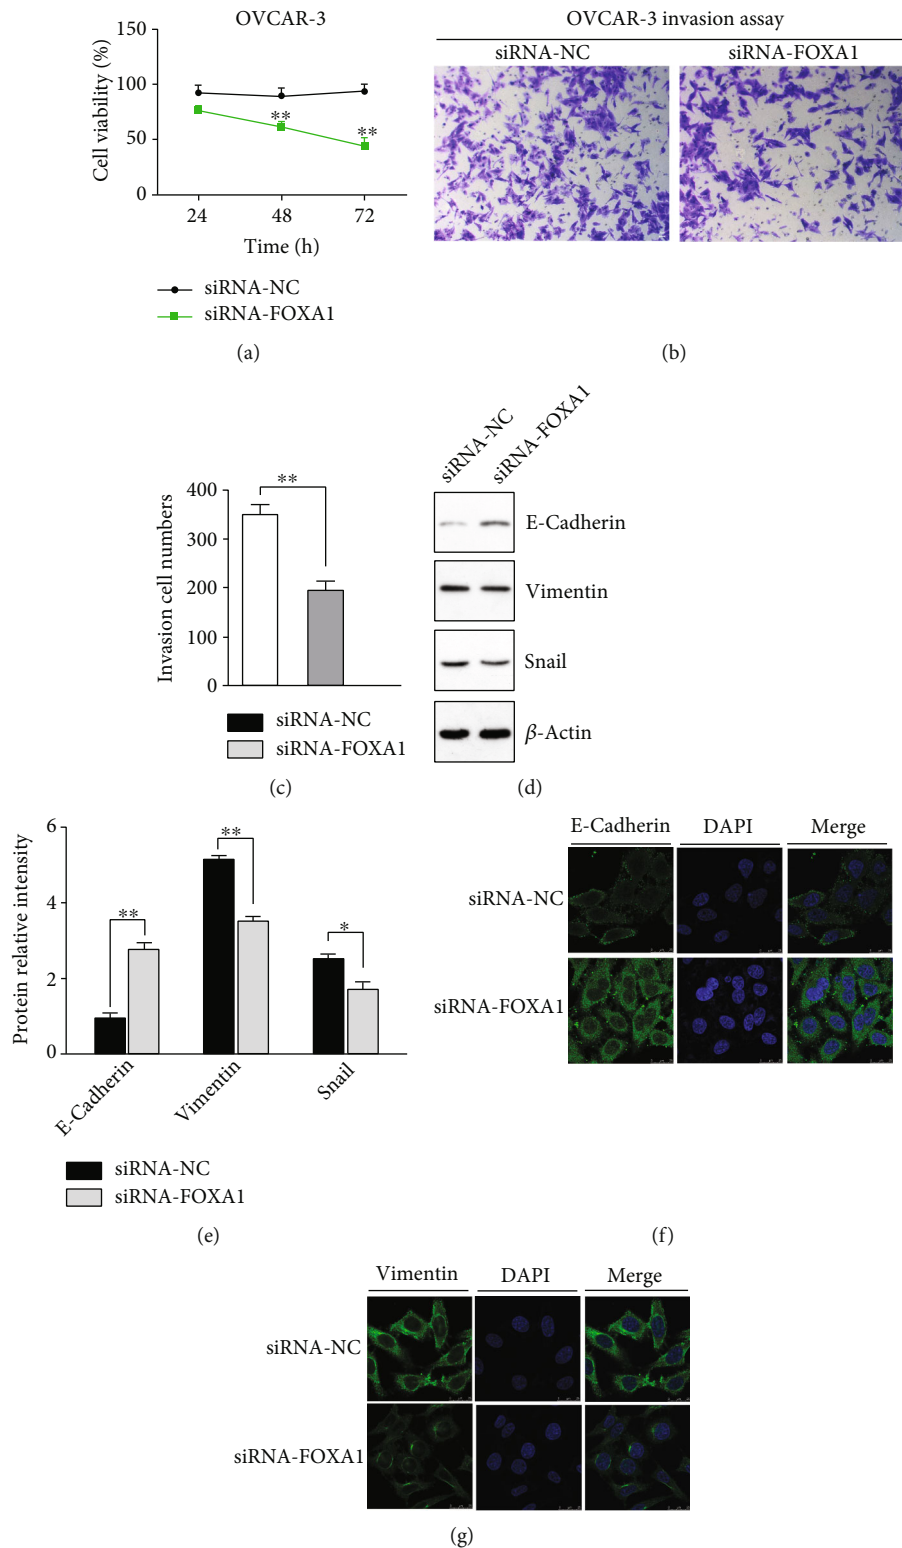 OVCAR-3
150
100
50
0
Cell viability (%)
**
**
24 48 72
Time (h)
siRNA-NC
siRNA-FOXA1
(a)
OVCAR-3 invasion assay
siRNA-NC siRNA-FOXA1
(b)
400
300
200
100
0
Invasion cell numbers
**
siRNA-NC
siRNA-FOXA1
(c)
siRNA-NC
siRNA-FOXA1
E-Cadherin
Vimentin
Snail
β-Actin
(d)
6
4
2
0
Protein relative intensity
**
**
*
E-Cadherin
Vimentin
Snail
siRNA-NC
siRNA-FOXA1
(e)
E-Cadherin DAPI Merge
siRNA-NC
siRNA-FOXA1
(f)
Vimentin DAPI Merge
siRNA-NC
siRNA-FOXA1
(g)